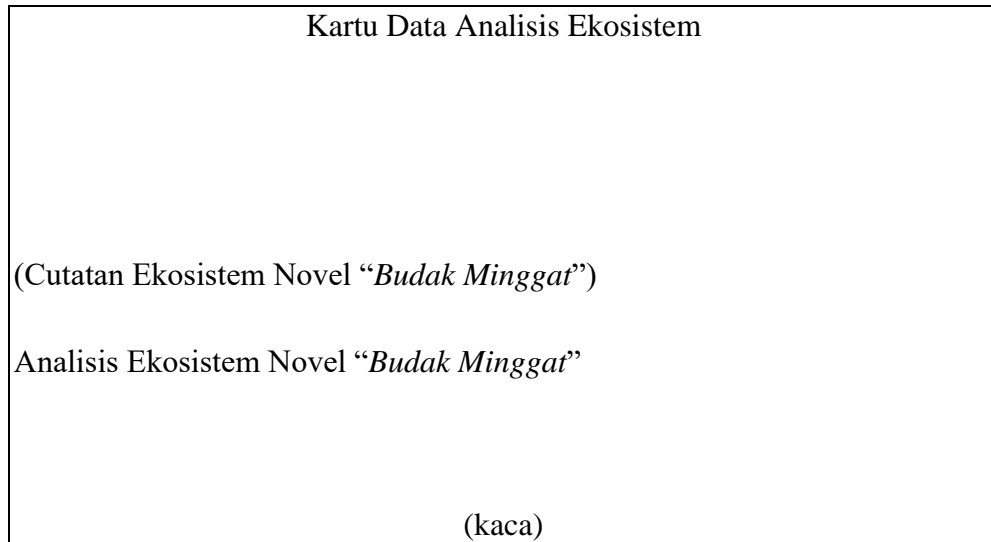 Kartu Data Analisis Ekosistem
(Cutatan Ekosistem Novel “Budak Minggat”)
Analisis Ekosistem Novel “Budak Minggat”
(kaca)